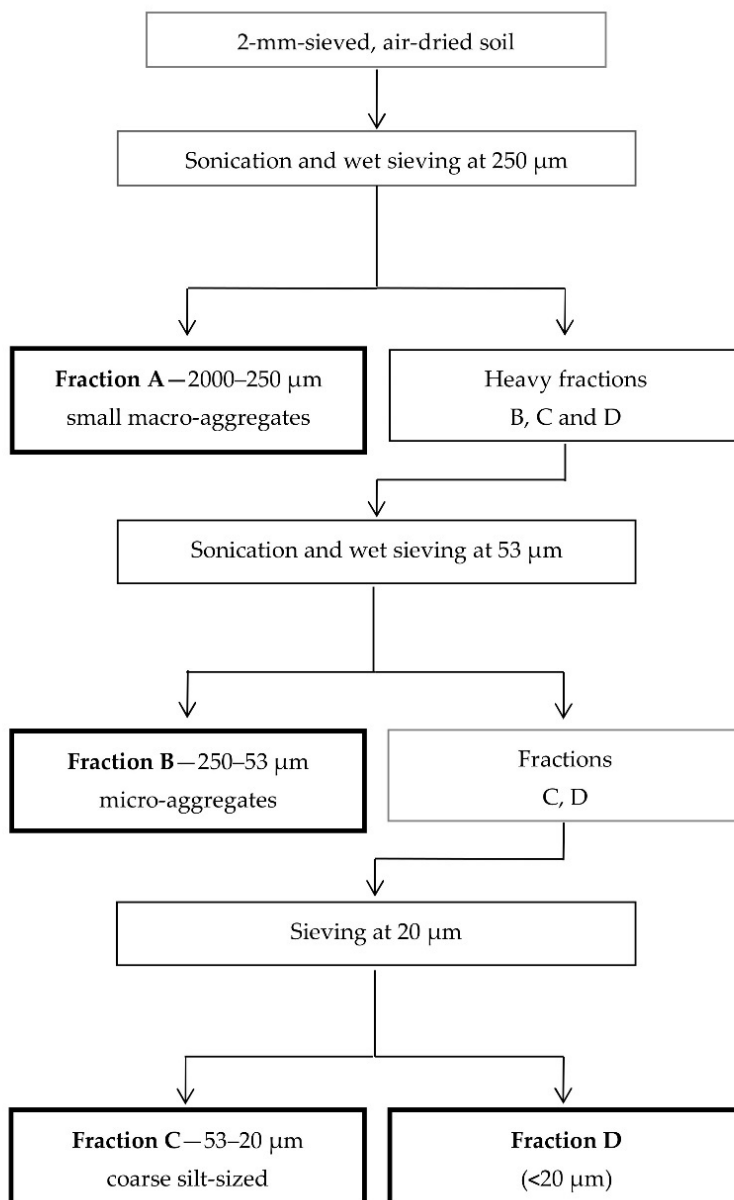 2-mm-sieved, air-dried soil
Sonication and wet sieving at 250 µm
Fraction A—2000–250 µm
small macro-aggregates
Heavy fractions
B, C and D
Sonication and wet sieving at 53 µm
Fraction B—250–53 µm
micro-aggregates
Fractions
C, D
Sieving at 20 µm
Fraction C—53–20 µm
coarse silt-sized
Fraction D
(<20 µm)